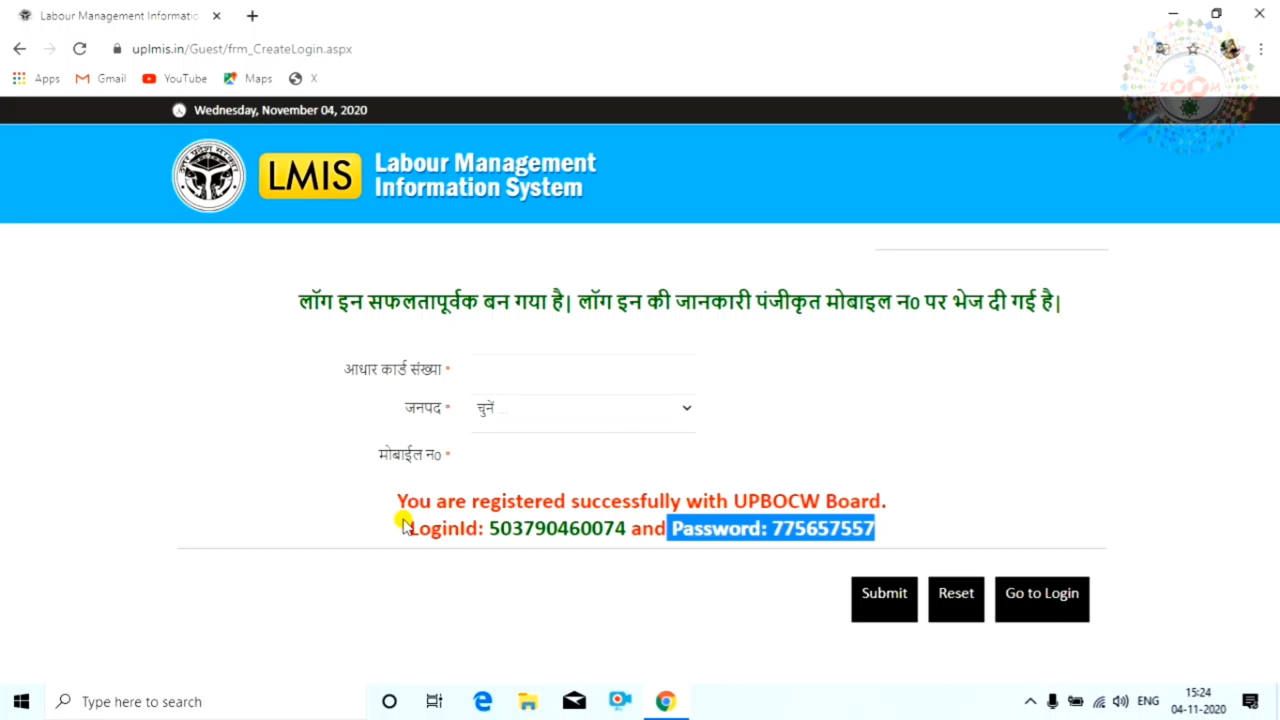 Labour Management Informatio
uplmis.in/Guest/frm_CreateLogin.aspx
Apps Gmail YouTube Maps X
ZOOM
Wednesday, November 04, 2020
LMIS
Labour Management
Information System
लॉग इन सफलतापूर्वक बन गया है| लॉग इन की जानकारी पंजीकृत मोबाइल न0 पर भेज दी गई है|
आधार कार्ड संख्या *
जनपद * चुनें ...
मोबाईल न0 *
You are registered successfully with UPBOCW Board.
LoginId: 503790460074 and Password: 775657557
Submit Reset Go to Login
Type here to search
ENG
15:24
04-11-2020